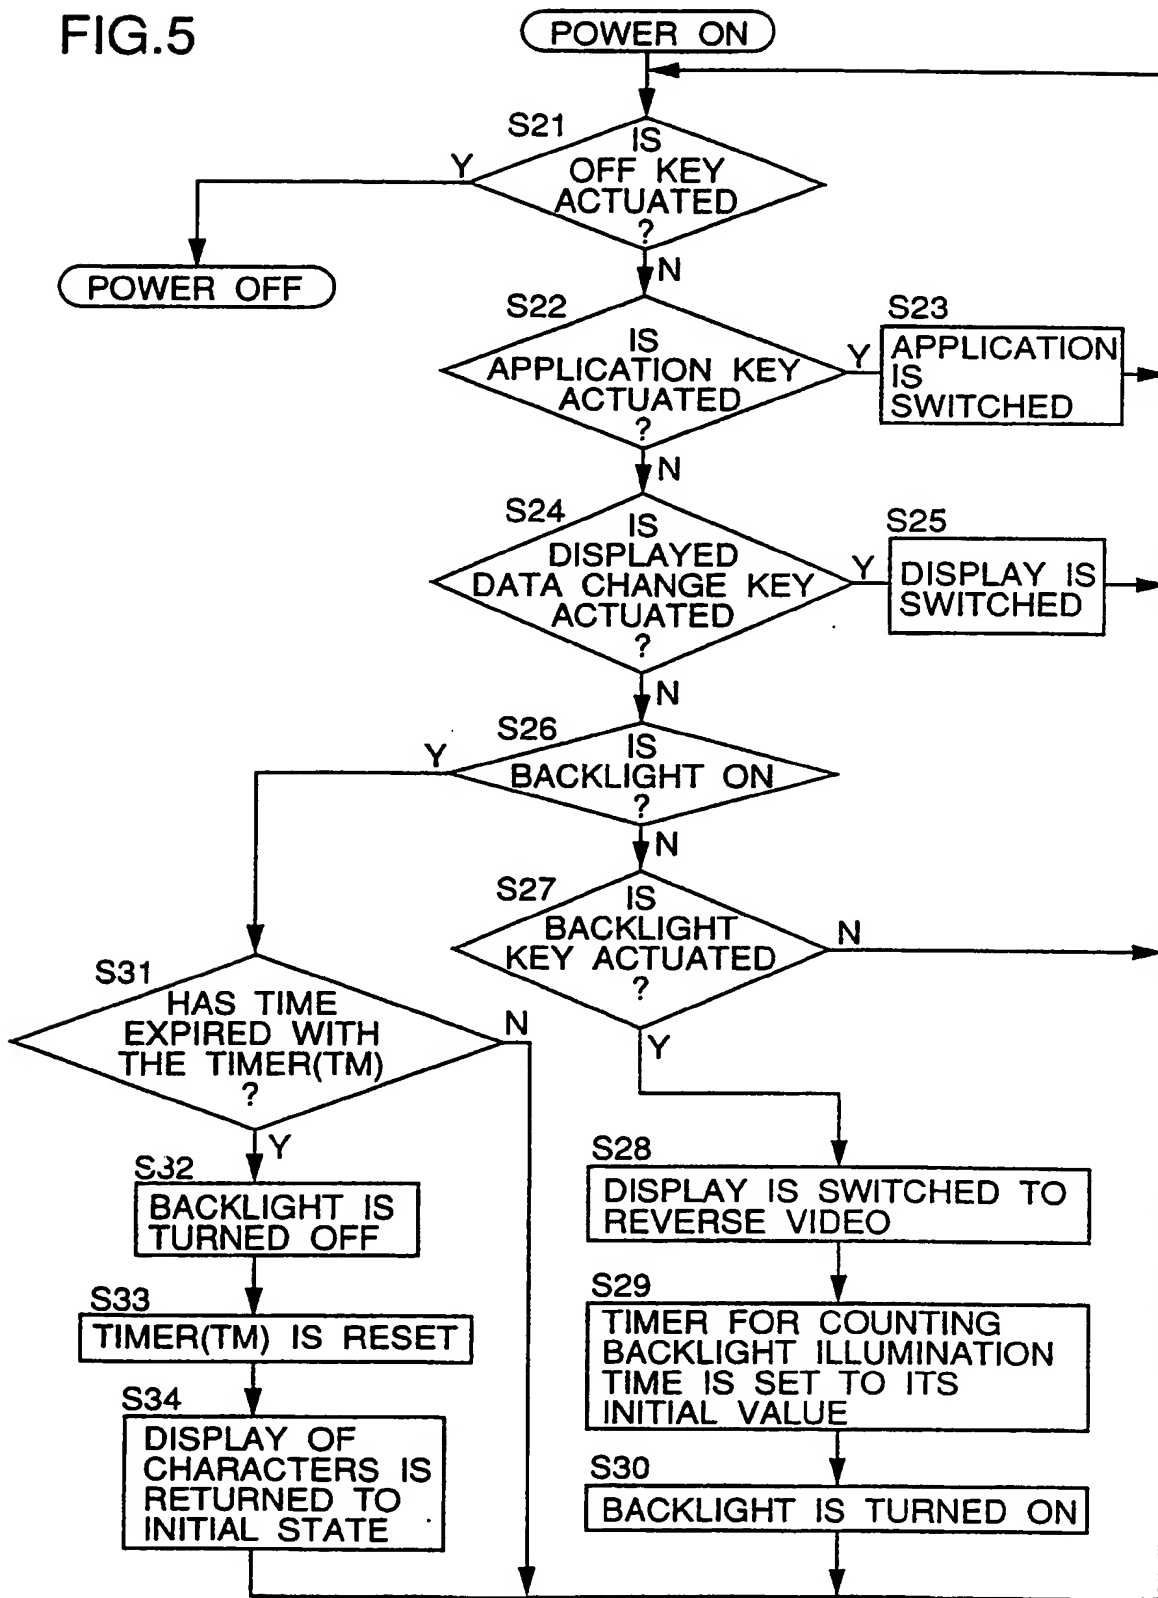 FIG.5
POWER ON
S21
IS
OFF KEY
ACTUATED
?
Y
N
POWER OFF
S22
IS
APPLICATION KEY
ACTUATED
?
Y
N
S23
APPLICATION
IS
SWITCHED
S24
IS
DISPLAYED
DATA CHANGE KEY
ACTUATED
?
Y
N
S25
DISPLAY IS
SWITCHED
S26
IS
BACKLIGHT ON
?
Y
N
S27
IS
BACKLIGHT
KEY ACTUATED
?
N
Y
S31
HAS TIME
EXPIRED WITH
THE TIMER(TM)
?
N
Y
S32
BACKLIGHT IS
TURNED OFF
S33
TIMER(TM) IS RESET
S34
DISPLAY OF
CHARACTERS IS
RETURNED TO
INITIAL STATE
S28
DISPLAY IS SWITCHED TO
REVERSE VIDEO
S29
TIMER FOR COUNTING
BACKLIGHT ILLUMINATION
TIME IS SET TO ITS
INITIAL VALUE
S30
BACKLIGHT IS TURNED ON